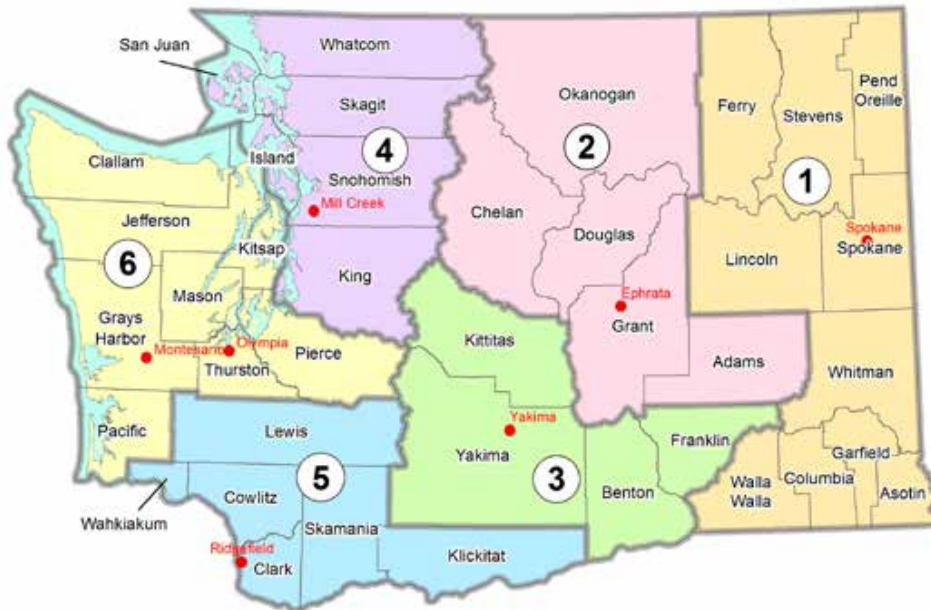 San Juan
Whatcom
Okanogan
Ferry
Stevens
Pend
Oreille
Skagit
4
2
1
Clallam
Island
Snohomish
Mill Creek
Chelan
Douglas
Jefferson
Kitsap
Spokane
Spokane
6
King
Lincoln
Mason
Ephrata
Grant
Grays
Harbor
Montesano
Olympia
Thurston
Pierce
Kittitas
Adams
Whitman
Pacific
Lewis
Yakima
Yakima
Franklin
5
3
Garfield
Wahkiakum
Cowlitz
Skamania
Benton
Walla
Walla
Columbia
Asotin
Ridgefield
Clark
Klickitat